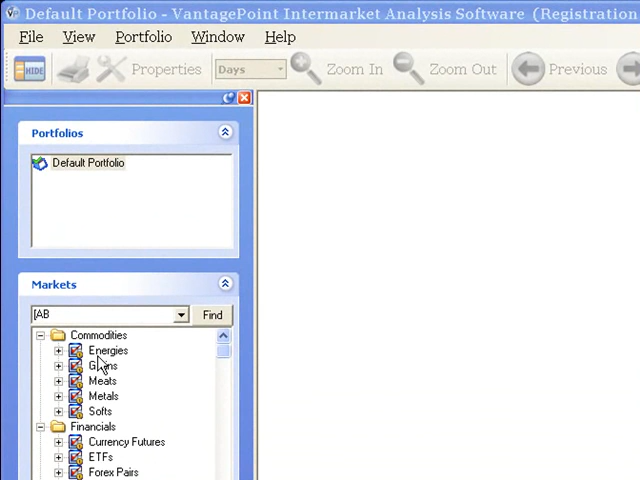 Default Portfolio - VantagePoint Intermarket Analysis Software (Registration
File View Portfolio Window Help
HIDE Properties Days Zoom In Zoom Out Previous
Portfolios
Default Portfolio
Markets
[AB Find
Commodities
Energies
Meats
Metals
Softs
Financials
Currency Futures
ETFs
Forex Pairs